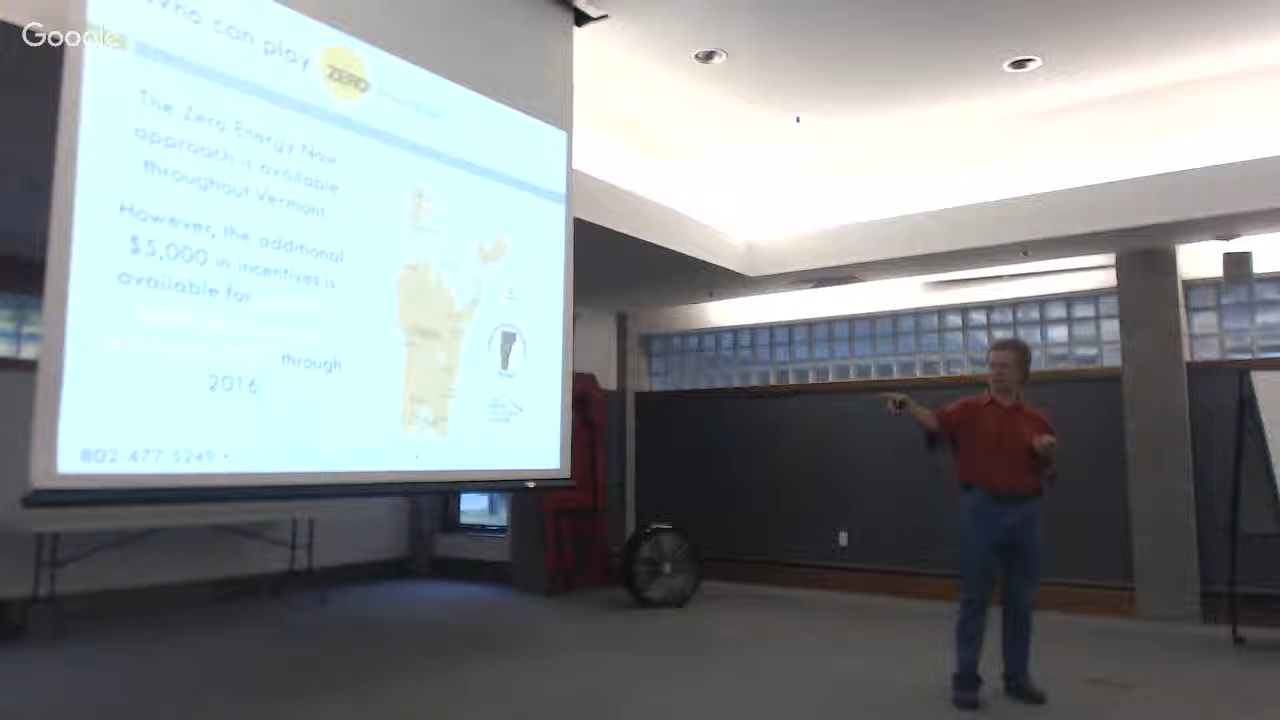 Google
Who can play
ZERO
The Zero Energy Now
approach is available
throughout Vermont
However, the additional
$5,000 in incentives is
available for
through
2016
802-477-5249 •